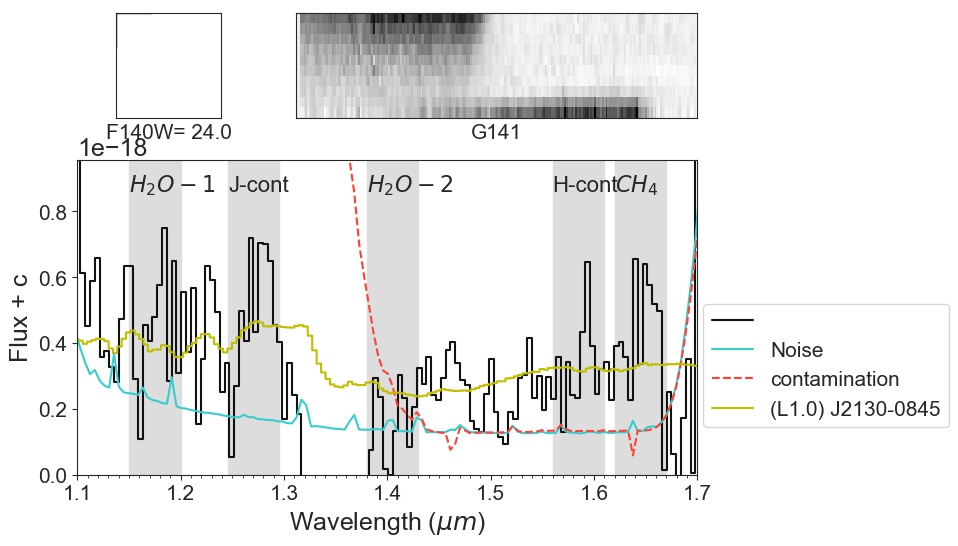 F140W= 24.0
G141
1e−18
H2O − 1 J-cont H2O − 2 H-cont CH4
0.8
0.6
0.4
0.2
0.0
Flux + c
1.1 1.2 1.3 1.4 1.5 1.6 1.7
Wavelength (μm)
Noise
contamination
(L1.0) J2130-0845